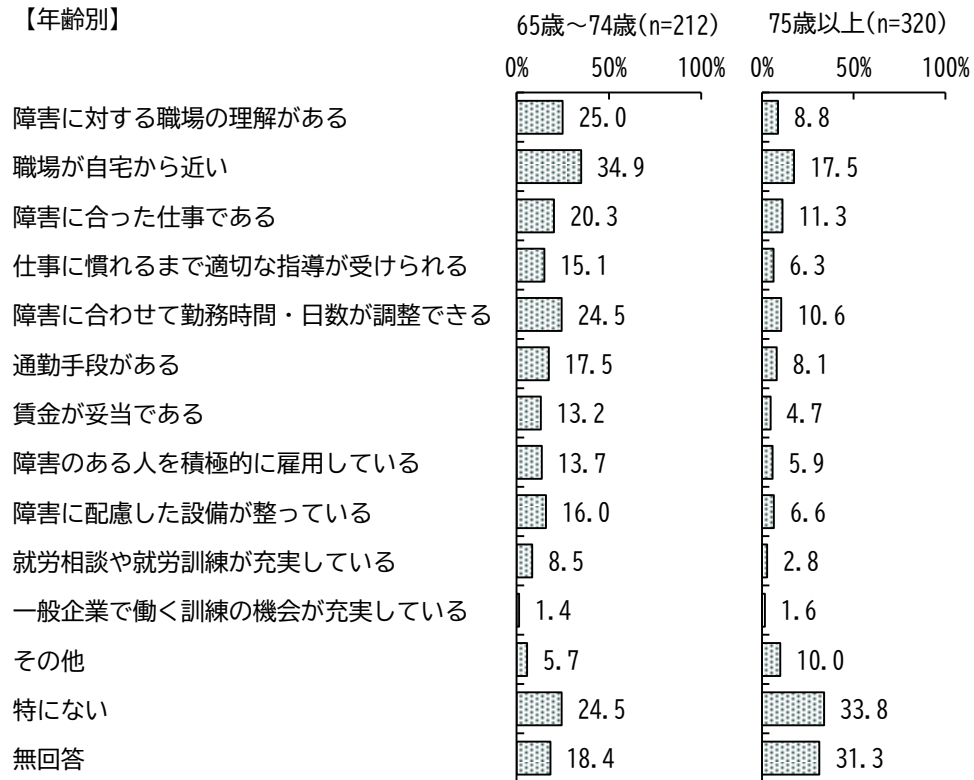 【年齢別】
65歳～74歳(n=212) 75歳以上(n=320)
0% 50% 100% 0% 50% 100%
障害に対する職場の理解がある 25.0 8.8
職場が自宅から近い 34.9 17.5
障害に合った仕事である 20.3 11.3
仕事に慣れるまで適切な指導が受けられる 15.1 6.3
障害に合わせて勤務時間・日数が調整できる 24.5 10.6
通勤手段がある 17.5 8.1
賃金が妥当である 13.2 4.7
障害のある人を積極的に雇用している 13.7 5.9
障害に配慮した設備が整っている 16.0 6.6
就労相談や就労訓練が充実している 8.5 2.8
一般企業で働く訓練の機会が充実している 1.4 1.6
その他 5.7 10.0
特にない 24.5 33.8
無回答 18.4 31.3